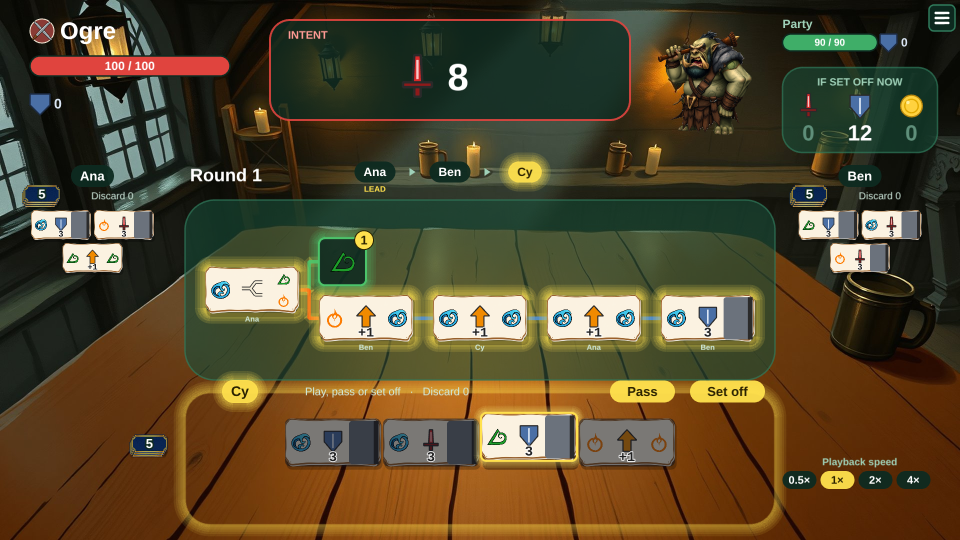 Ogre
100 / 100
0
INTENT
8
Party
90 / 90
0
IF SET OFF NOW
0
12
0
Ana
5
Discard 0
3
3
+1
Round 1
Ana
Ben
Cy
LEAD
Ben
5
Discard 0
3
3
3
1
Ana
+1
+1
+1
3
Ben
Cy
Ana
Ben
Cy
Play, pass or set off · Discard 0
Pass
Set off
5
3
3
3
+1
Playback speed
0.5×
1×
2×
4×